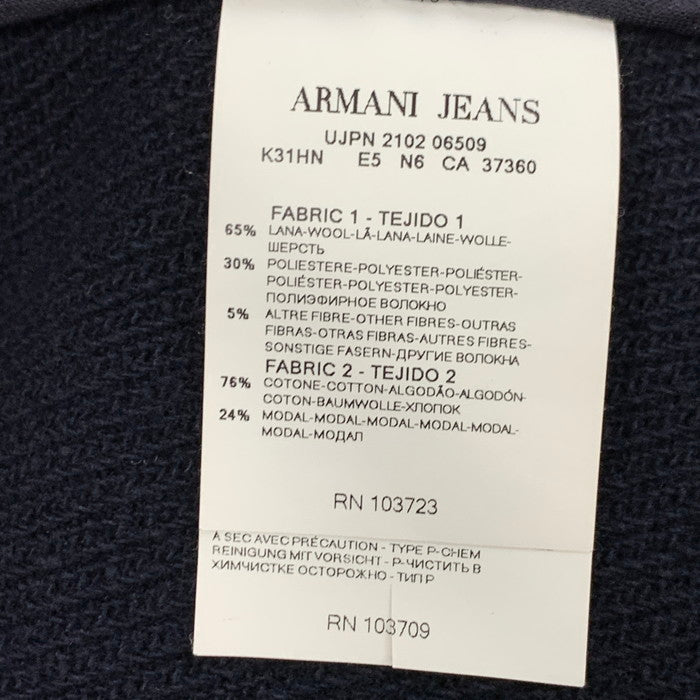 ARMANI JEANS
UJPN 2102 06509
K31HN E5 N6 CA 37360
FABRIC 1 - TEJIDO 1
65% LANA-WOOL-LÃ-LANA-LAINE-WOLLE-
ШЕРСТЬ
30% POLIESTERE-POLYESTER-POLIÉSTER-
POLIÉSTER-POLYESTER-POLYESTER-
ПОЛИЭФИРНОЕ ВОЛОКНО
5% ALTRE FIBRE-OTHER FIBRES-OUTRAS
FIBRAS-OTRAS FIBRAS-AUTRES FIBRES-
SONSTIGE FASERN-ДРУГИЕ ВОЛОКНА
FABRIC 2 - TEJIDO 2
76% COTONE-COTTON-ALGODÃO-ALGODÓN-
COTON-BAUMWOLLE-ХЛОПОК
24% MODAL-MODAL-MODAL-MODAL-MODAL-
MODAL-МОДАЛ
RN 103723
A SEC AVEC PRÉCAUTION - TYPE P-CHEM
REINIGUNG MIT VORSICHT - P-ЧИСТИТЬ В
ХИМЧИСТКЕ ОСТОРОЖНО - ТИП P
RN 103709